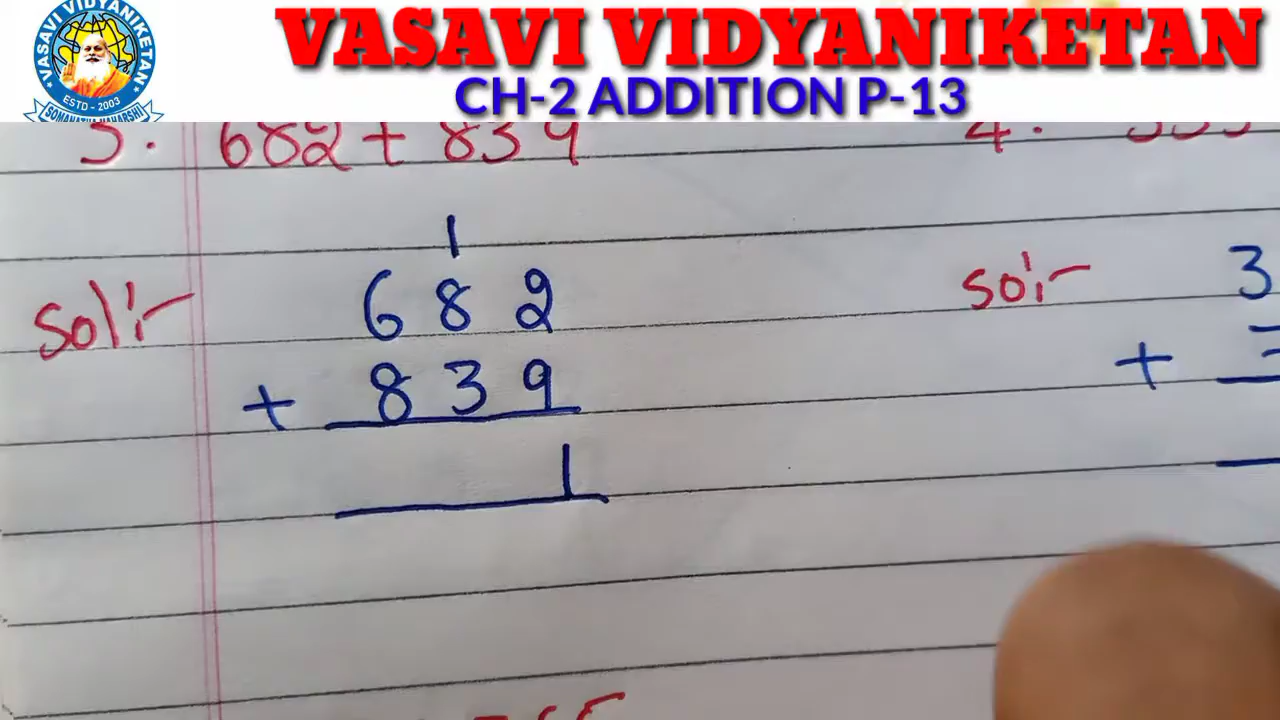 VASAVI VIDYANIKETAN
CH-2 ADDITION P-13
VASAVI VIDYANIKETAN
ESTD - 2003
SOMANATHA MAHARSHI
3. 682 + 839
4.
1
Sol:-
682
+ 839
1
Sol:-
3
+